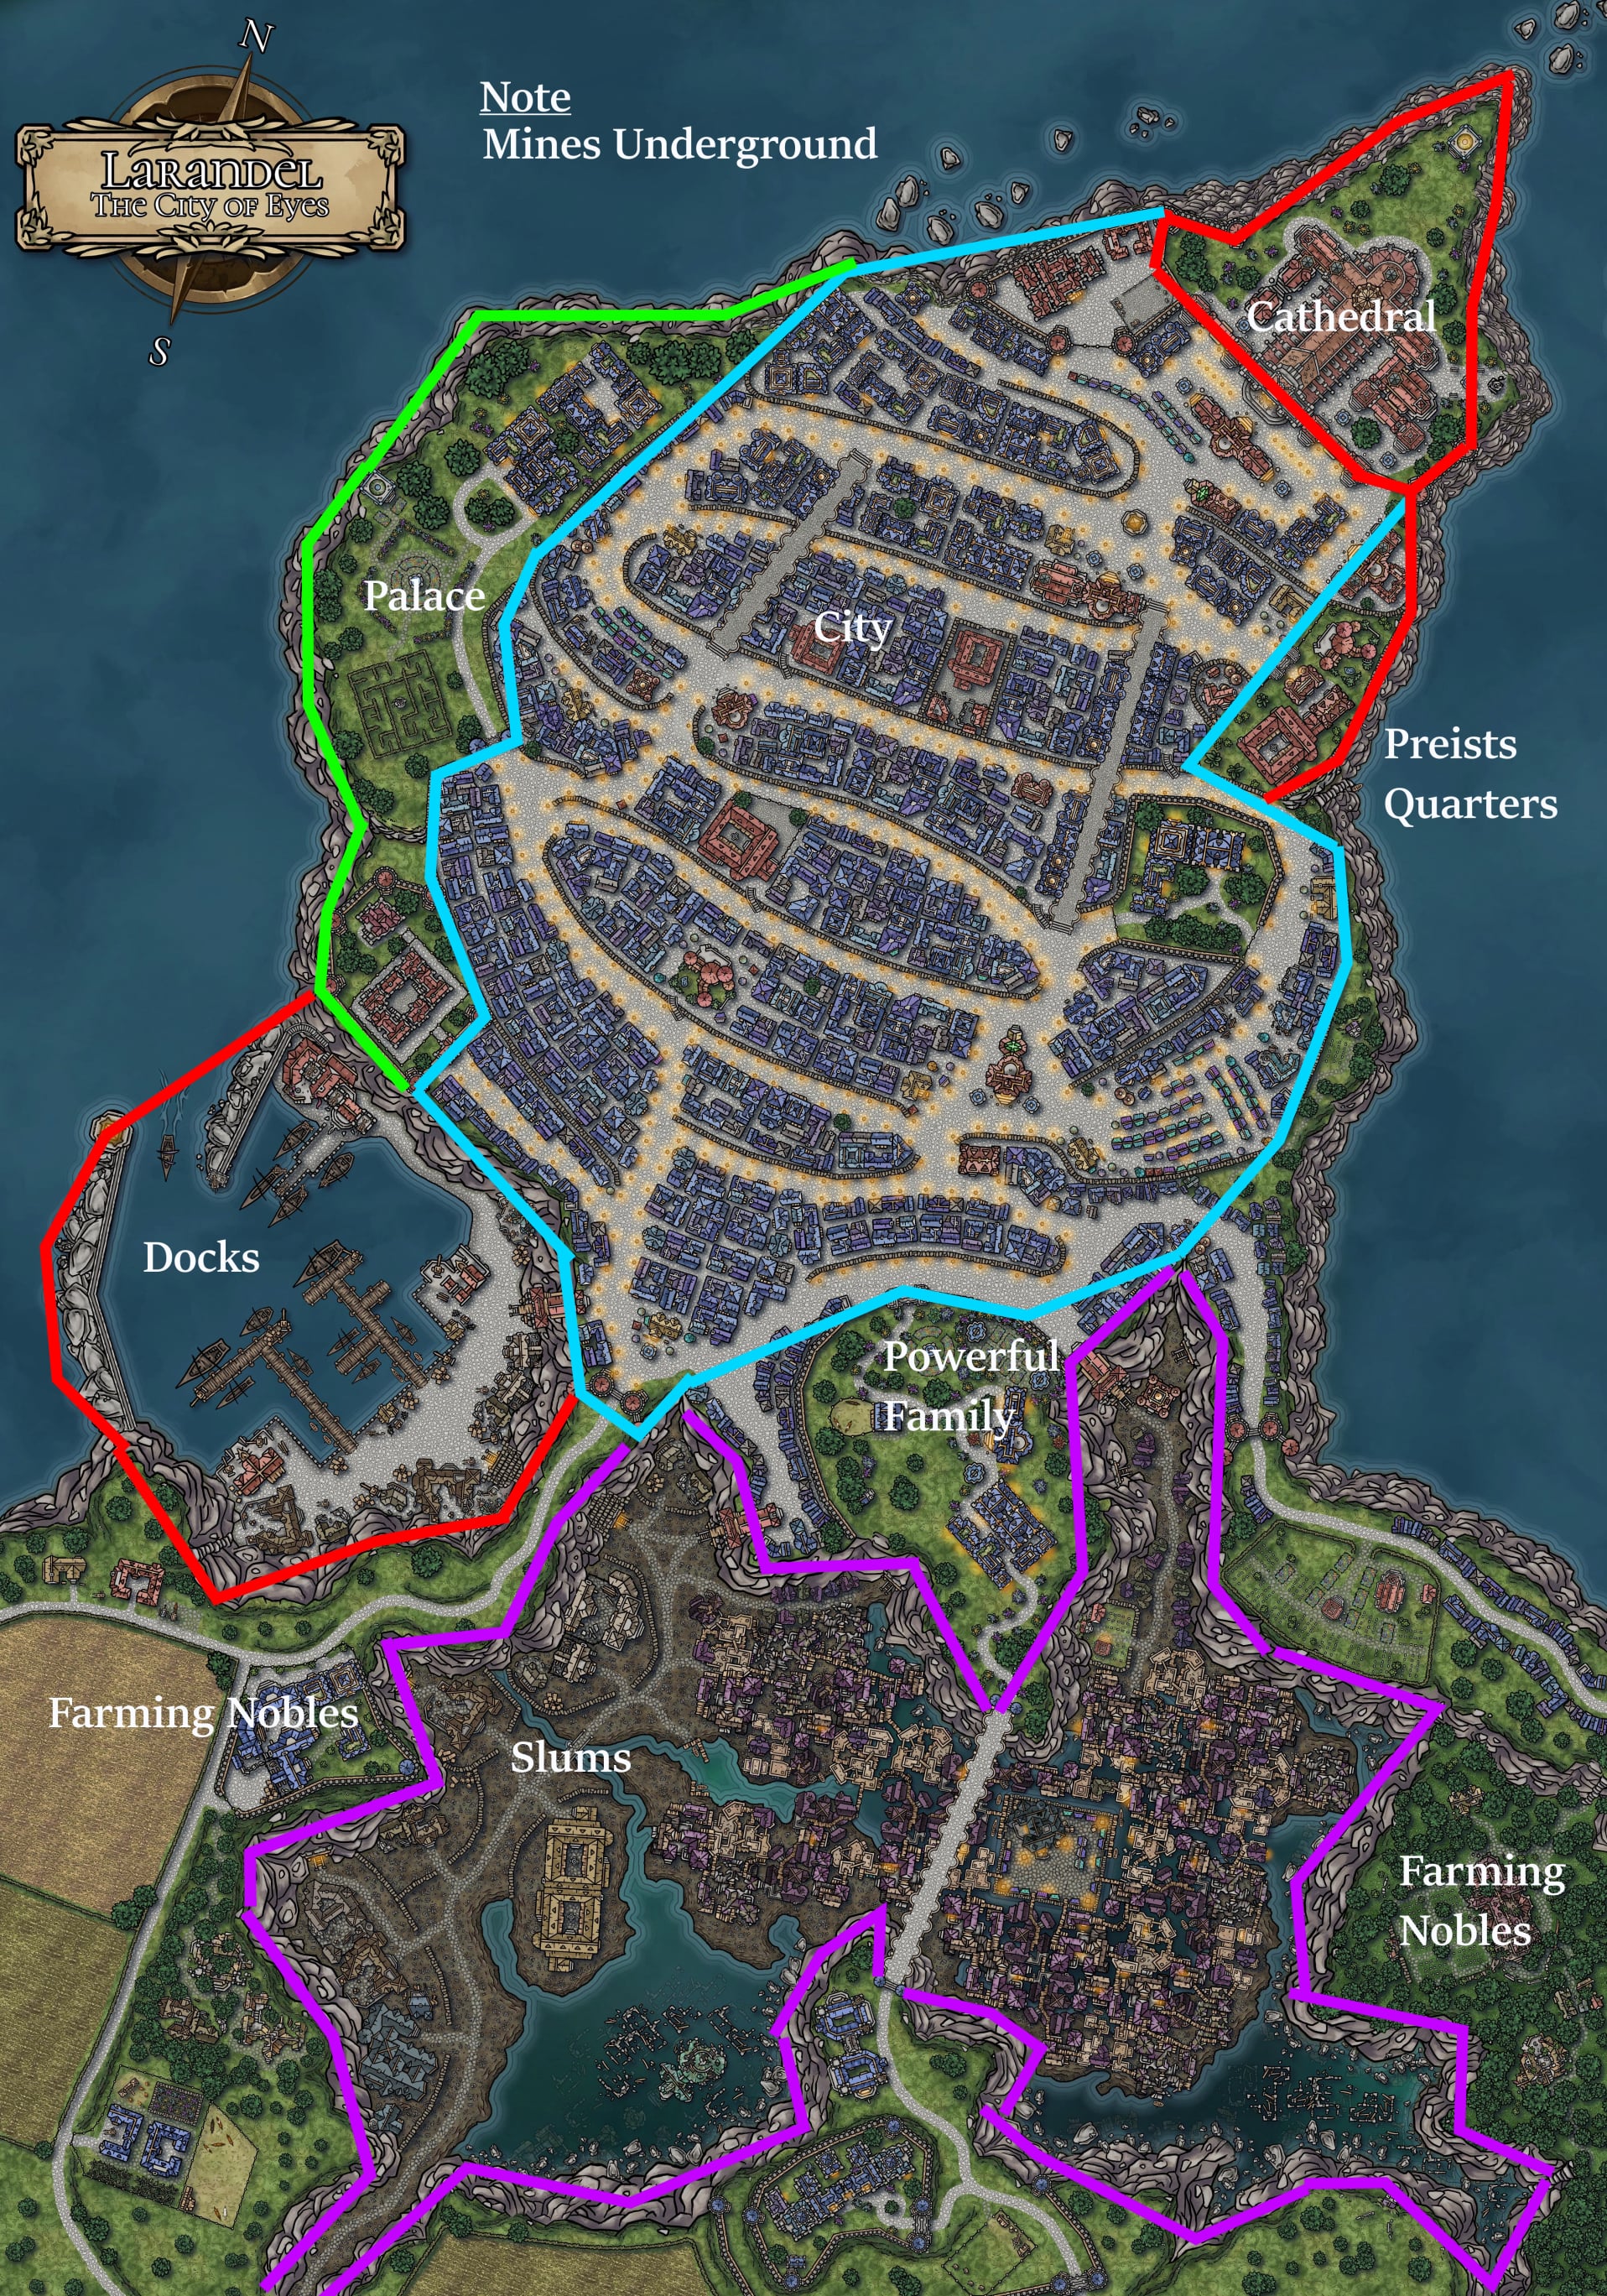 N
Larandel
The City of Eyes
S
Note
Mines Underground
Cathedral
Palace
City
Preists
Quarters
Docks
Powerful
Family
Farming Nobles
Slums
Farming
Nobles